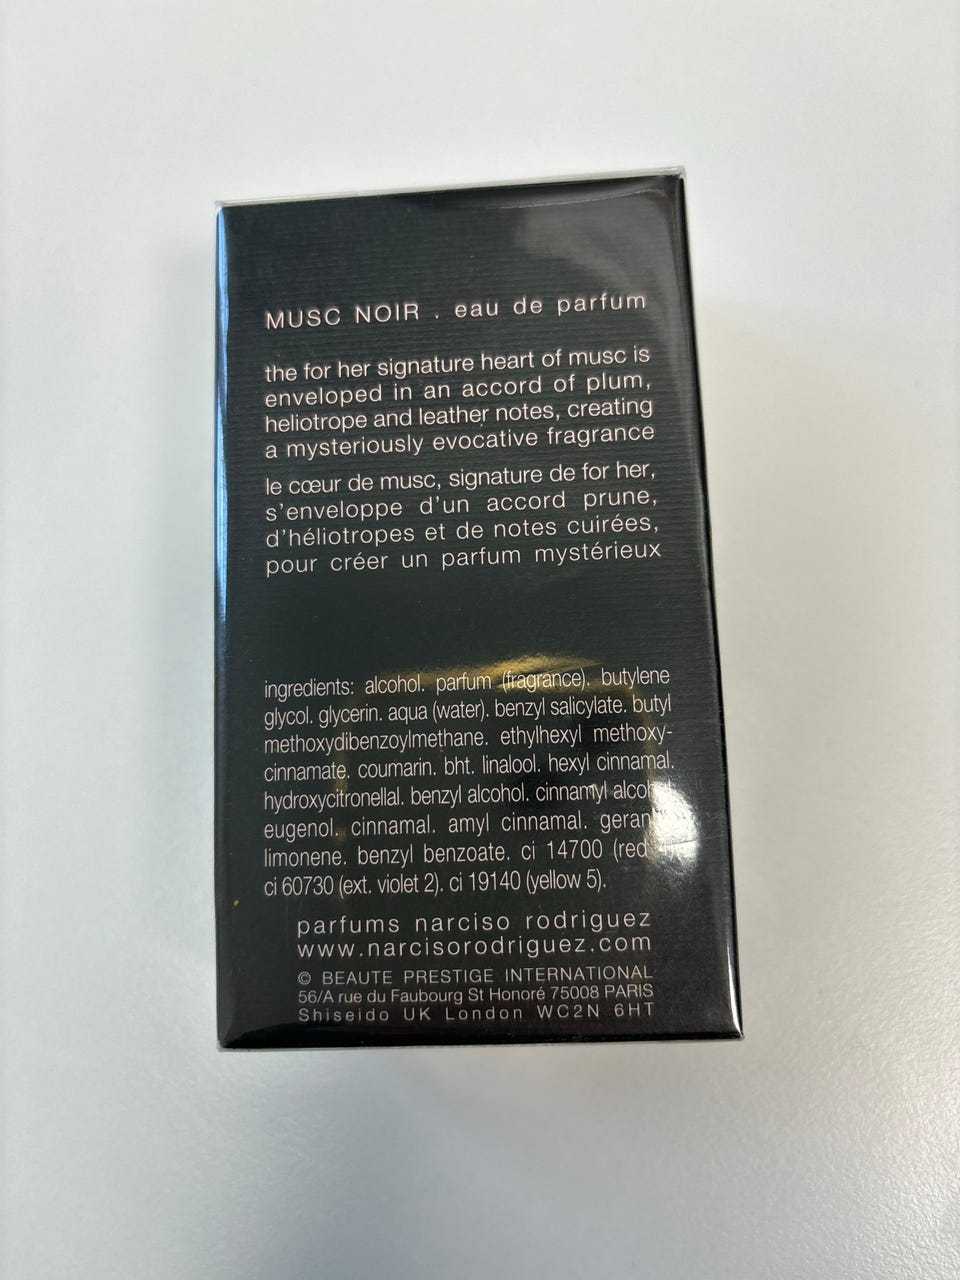 MUSC NOIR . eau de parfum
the for her signature heart of musc is
enveloped in an accord of plum,
heliotrope and leather notes, creating
a mysteriously evocative fragrance
le cœur de musc, signature de for her,
s'enveloppe d'un accord prune,
d'héliotropes et de notes cuirées,
pour créer un parfum mystérieux
ingredients: alcohol. parfum (fragrance). butylene
glycol. glycerin. aqua (water). benzyl salicylate. butyl
methoxydibenzoylmethane. ethylhexyl methoxy-
cinnamate. coumarin. bht. linalool. hexyl cinnamal.
hydroxycitronellal. benzyl alcohol. cinnamyl alcohol.
eugenol. cinnamal. amyl cinnamal.
limonene. benzyl benzoate. ci 14700 (red
ci 60730 (ext. violet 2). ci 19140 (yellow 5).
parfums narciso rodriguez
www.narcisorodriguez.com
© BEAUTE PRESTIGE INTERNATIONAL
56/A rue du Faubourg St Honoré 75008 PARIS
Shiseido UK London WC2N 6HT